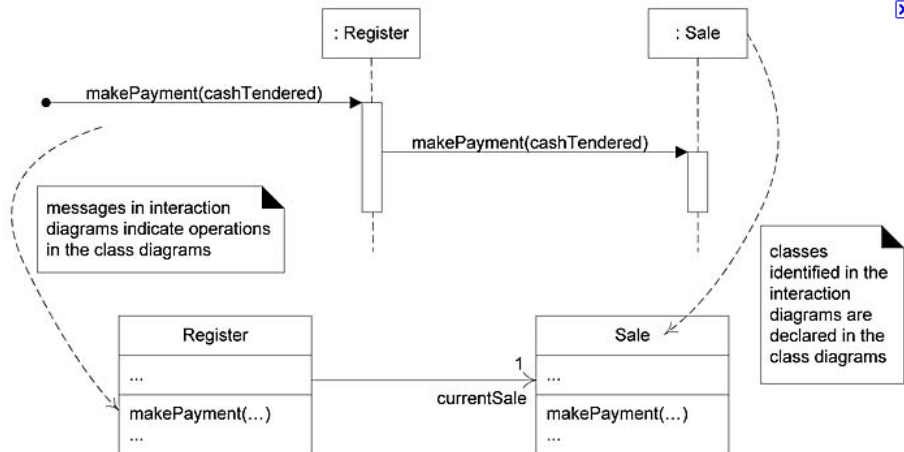 : Register
: Sale
makePayment(cashTendered)
makePayment(cashTendered)
messages in interaction
diagrams indicate operations
in the class diagrams
classes
identified in the
interaction
diagrams are
declared in the
class diagrams
Register
Sale
...
1
...
currentSale
makePayment(...)
...
makePayment(...)
...